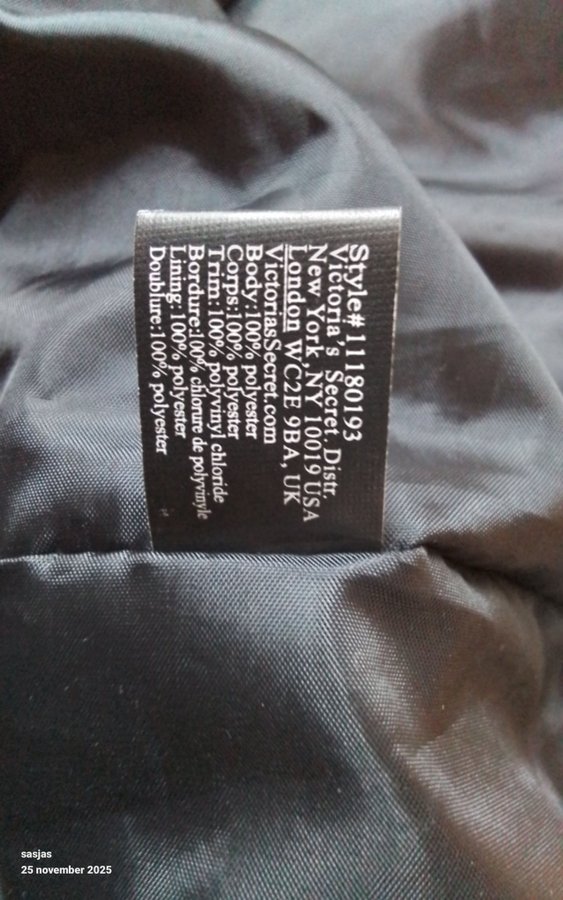 Style# 11180193
Victoria's Secret, Distr.
New York, NY 10019 USA
London WC2E 9BA, UK
VictoriasSecret.com
Body:100% polyester
Corps:100% polyester
Trim:100% polyvinyl chloride
Bordure:100% chlorure de polyvinyle
Lining: 100% polyester
Doublure:100% polyester
sasjas
25 november 2025